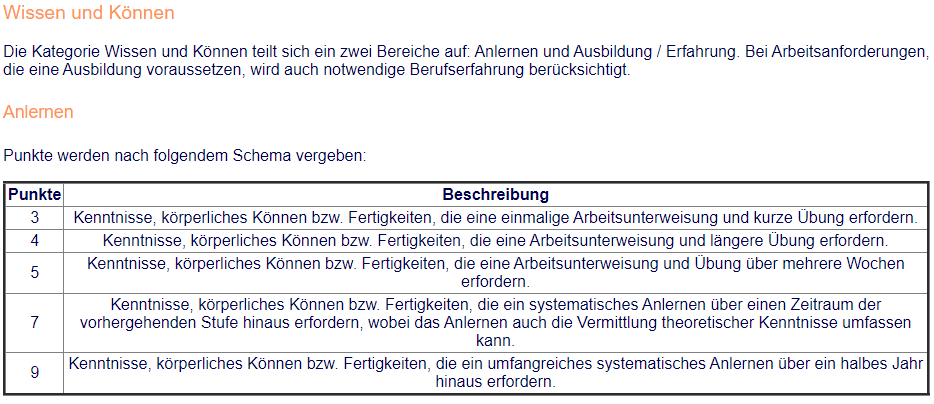 Wissen und Können
Die Kategorie Wissen und Können teilt sich ein zwei Bereiche auf: Anlernen und Ausbildung / Erfahrung. Bei Arbeitsanforderungen,
die eine Ausbildung voraussetzen, wird auch notwendige Berufserfahrung berücksichtigt.
Anlernen
Punkte werden nach folgendem Schema vergeben:
Punkte Beschreibung
3 Kenntnisse, körperliches Können bzw. Fertigkeiten, die eine einmalige Arbeitsunterweisung und kurze Übung erfordern.
4 Kenntnisse, körperliches Können bzw. Fertigkeiten, die eine Arbeitsunterweisung und längere Übung erfordern.
5 Kenntnisse, körperliches Können bzw. Fertigkeiten, die eine Arbeitsunterweisung und Übung über mehrere Wochen
erfordern.
7 Kenntnisse, körperliches Können bzw. Fertigkeiten, die ein systematisches Anlernen über einen Zeitraum der
vorhergehenden Stufe hinaus erfordern, wobei das Anlernen auch die Vermittlung theoretischer Kenntnisse umfassen
kann.
9 Kenntnisse, körperliches Können bzw. Fertigkeiten, die ein umfangreiches systematisches Anlernen über ein halbes Jahr
hinaus erfordern.